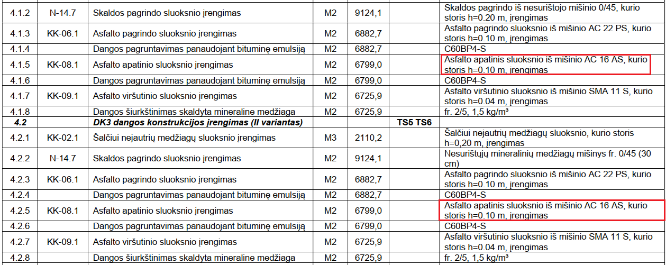 4.1.2 N-14.7 Skaldos pagrindo sluoksnio įrengimas M2 9124,1 Skaldos pagrindo iš nesurištojo mišinio 0/45, kurio
storis h=0.20 m, įrengimas
4.1.3 KK-06.1 Asfalto pagrindo sluoksnio įrengimas M2 6882,7 Asfalto pagrindo sluoksnio iš mišinio AC 22 PS, kurio
storis h=0.10 m, įrengimas
4.1.4 Dangos pagruntavimas panaudojant bituminę emulsiją M2 6882,7 C60BP4-S
4.1.5 KK-08.1 Asfalto apatinio sluoksnio įrengimas M2 6799,0 Asfalto apatinis sluoksnio iš mišinio AC 16 AS, kurio
storis h=0.10 m, įrengimas
4.1.6 Dangos pagruntavimas panaudojant bituminę emulsiją M2 6799,0 C60BP4-S
4.1.7 KK-09.1 Asfalto viršutinio sluoksnio įrengimas M2 6725,9 Asfalto viršutinio sluoksnio iš mišinio SMA 11 S, kurio
storis h=0.04 m, įrengimas
4.1.8 Dangos šiurkštinimas skaldyta mineraline medžiaga M2 6725,9 fr. 2/5, 1,5 kg/m²
4.2 DK3 dangos konstrukcijos įrengimas (II variantas) TS5 TS6
4.2.1 KK-02.1 Šalčiui nejautrių medžiagų sluoksnio įrengimas M3 2110,2 Šalčiui nejautrių medžiagų sluoksnio, kurio storis
h=0,20 m, įrengimas
4.2.2 N-14.7 Skaldos pagrindo sluoksnio įrengimas M2 9124,1 Nesurištųjų mineralinių medžiagų mišinys fr. 0/45 (30
cm)
4.2.3 KK-06.1 Asfalto pagrindo sluoksnio įrengimas M2 6882,7 Asfalto pagrindo sluoksnio iš mišinio AC 22 PS, kurio
storis h=0.10 m, įrengimas
4.2.4 Dangos pagruntavimas panaudojant bituminę emulsiją M2 6882,7 C60BP4-S
4.2.5 KK-08.1 Asfalto apatinio sluoksnio įrengimas M2 6799,0 Asfalto apatinis sluoksnio iš mišinio AC 16 AS, kurio
storis h=0.10 m, įrengimas
4.2.6 Dangos pagruntavimas panaudojant bituminę emulsiją M2 6799,0 C60BP4-S
4.2.7 KK-09.1 Asfalto viršutinio sluoksnio įrengimas M2 6725,9 Asfalto viršutinio sluoksnio iš mišinio SMA 11 S, kurio
storis h=0.04 m, įrengimas
4.2.8 Dangos šiurkštinimas skaldyta mineraline medžiaga M2 6725,9 fr. 2/5, 1,5 kg/m²